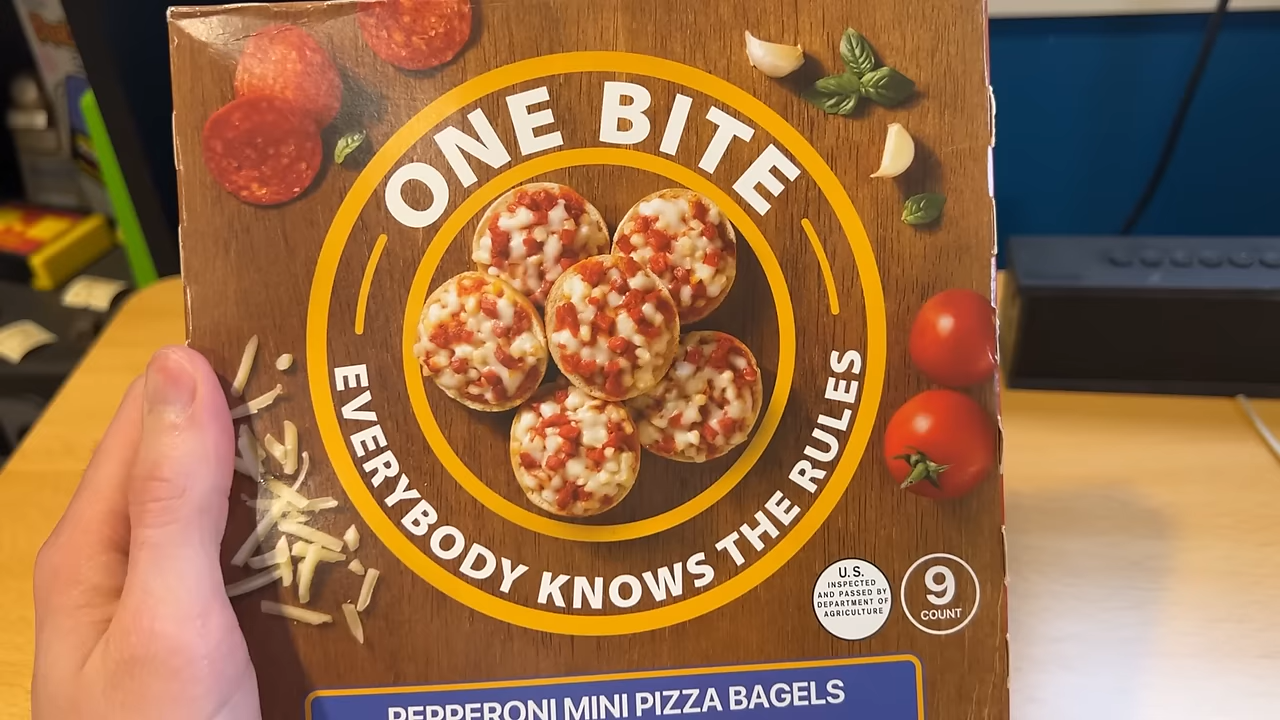 ONE BITE
EVERYBODY KNOWS THE RULES
U.S.
INSPECTED
AND PASSED BY
DEPARTMENT OF
AGRICULTURE
9
COUNT
PEPPERONI MINI PIZZA BAGELS